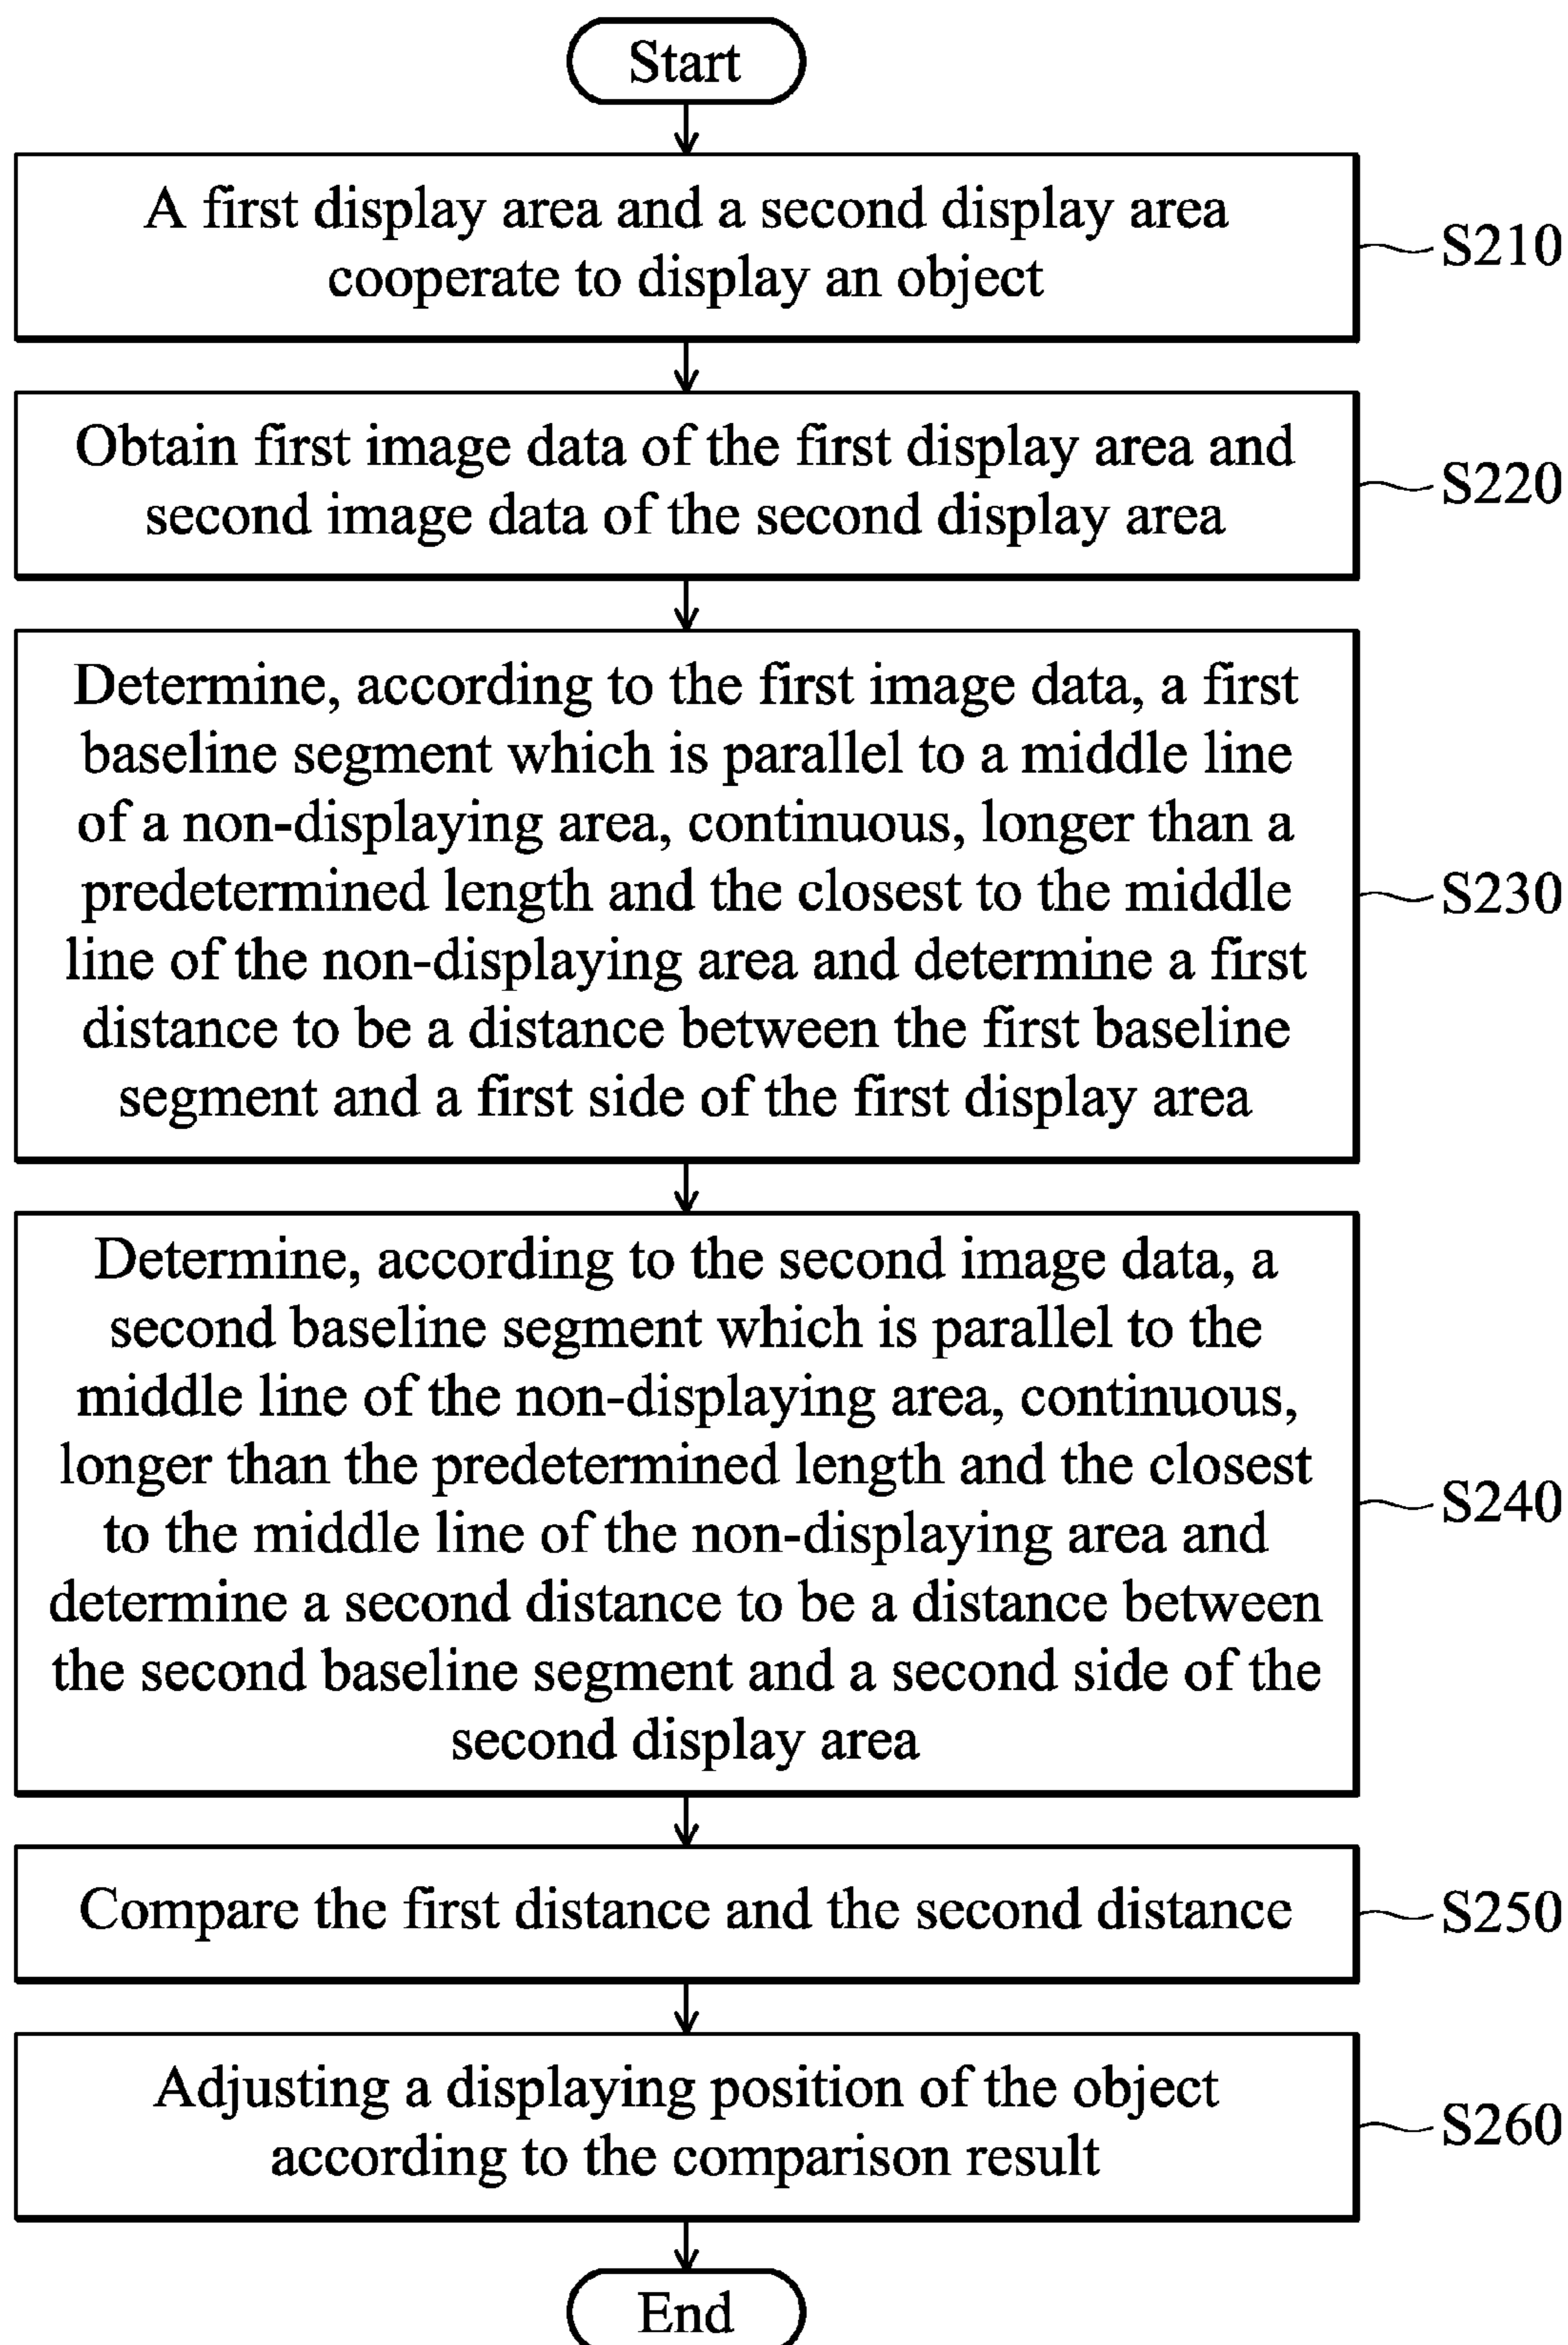 Start
A first display area and a second display area
cooperate to display an object
S210
Obtain first image data of the first display area and
second image data of the second display area
S220
Determine, according to the first image data, a first
baseline segment which is parallel to a middle line
of a non-displaying area, continuous, longer than a
predetermined length and the closest to the middle
line of the non-displaying area and determine a first
distance to be a distance between the first baseline
segment and a first side of the first display area
S230
Determine, according to the second image data, a
second baseline segment which is parallel to the
middle line of the non-displaying area, continuous,
longer than the predetermined length and the closest
to the middle line of the non-displaying area and
determine a second distance to be a distance between
the second baseline segment and a second side of the
second display area
S240
Compare the first distance and the second distance
S250
Adjusting a displaying position of the object
according to the comparison result
S260
End